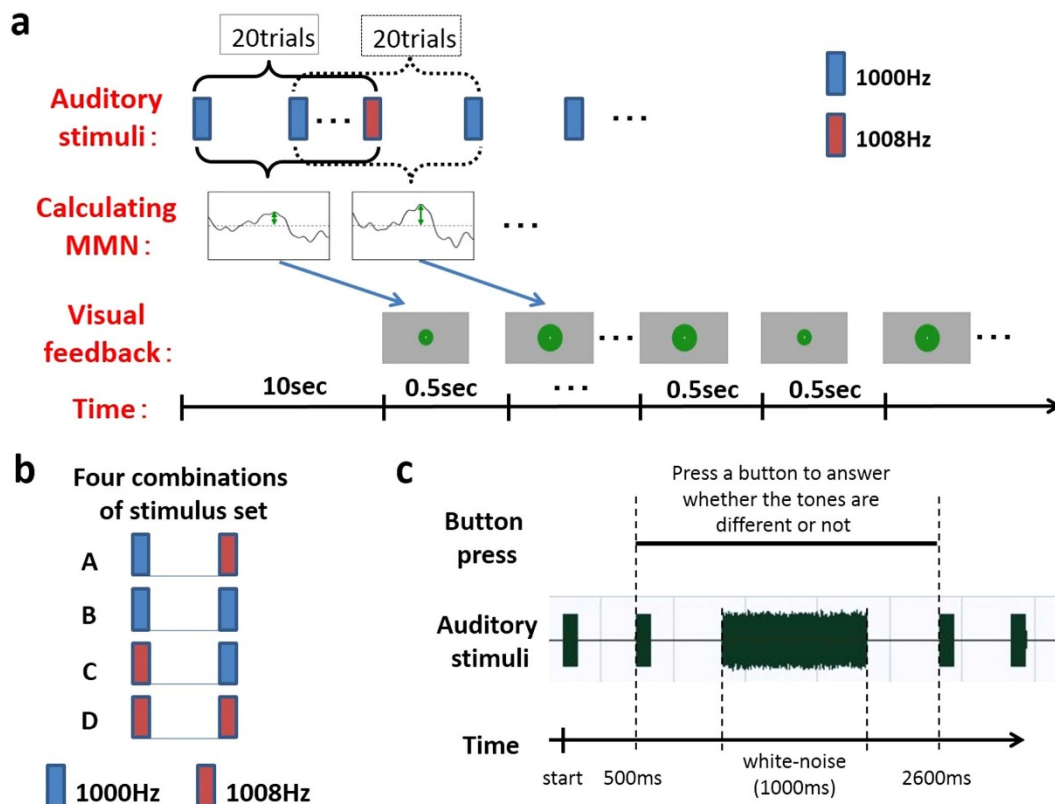 a
20trials
20trials
Auditory
stimuli:
...
...
1000Hz
1008Hz
Calculating
MMN:
...
Visual
feedback:
...
...
10sec
0.5sec
...
0.5sec
0.5sec
Time:
b
Four combinations
of stimulus set
A
B
C
D
1000Hz
1008Hz
c
Press a button to answer
whether the tones are
different or not
Button
press
Auditory
stimuli
Time
start
500ms
white-noise
(1000ms)
2600ms